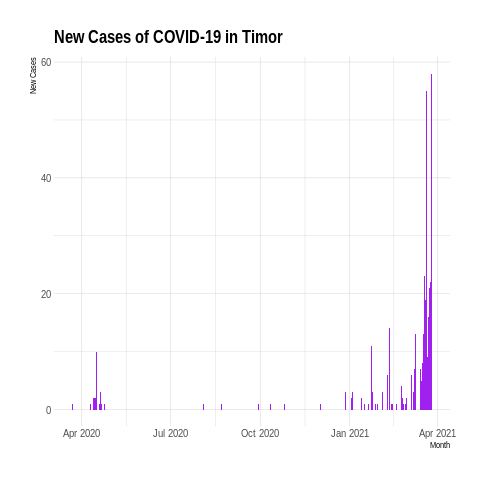 New Cases of COVID-19 in Timor
New Cases
60
40
20
0
Apr 2020
Jul 2020
Oct 2020
Jan 2021
Apr 2021
Month